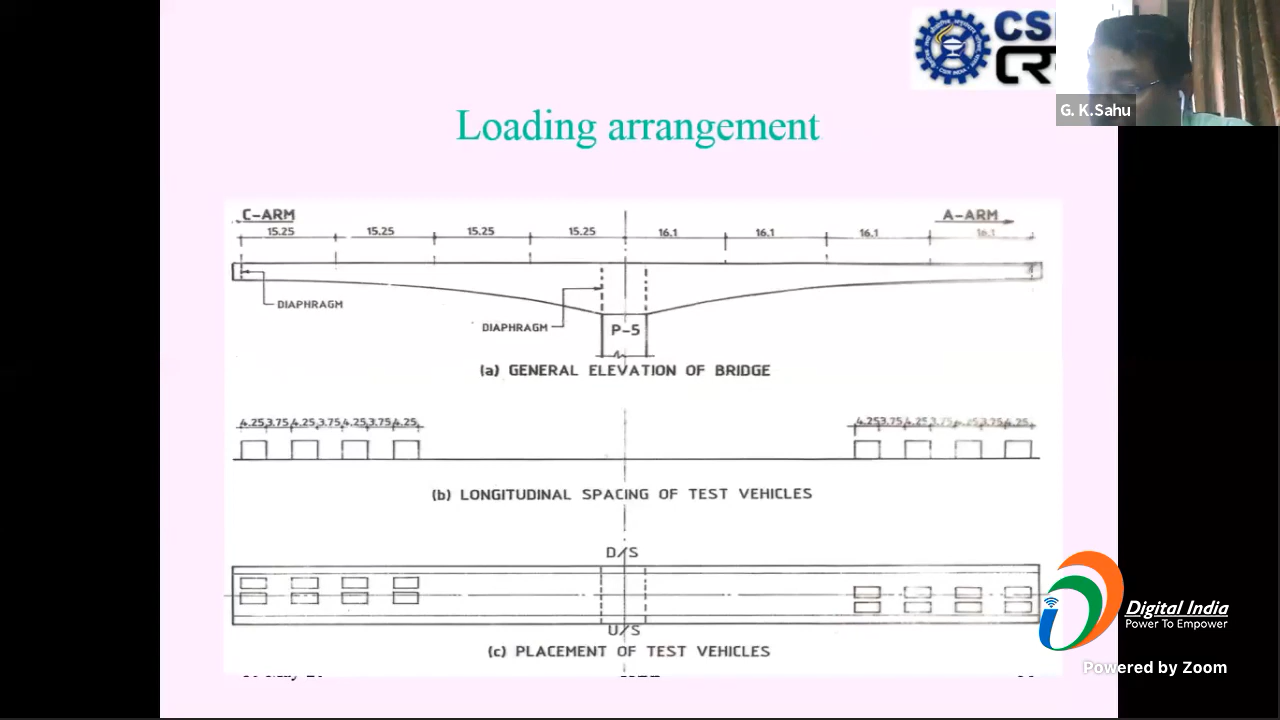 G. K.Sahu
Loading arrangement
C-ARM
A-ARM
15.25 15.25 15.25 15.25 16.1 16.1 16.1 16.1
DIAPHRAGM
DIAPHRAGM
P-5
(a) GENERAL ELEVATION OF BRIDGE
4.25 3.75 4.25 3.75 4.25 3.75 4.25
4.25 3.75 4.25 3.75 4.25 3.75 4.25
(b) LONGITUDINAL SPACING OF TEST VEHICLES
D/S
U/S
(c) PLACEMENT OF TEST VEHICLES
Digital India
Power To Empower
Powered by Zoom